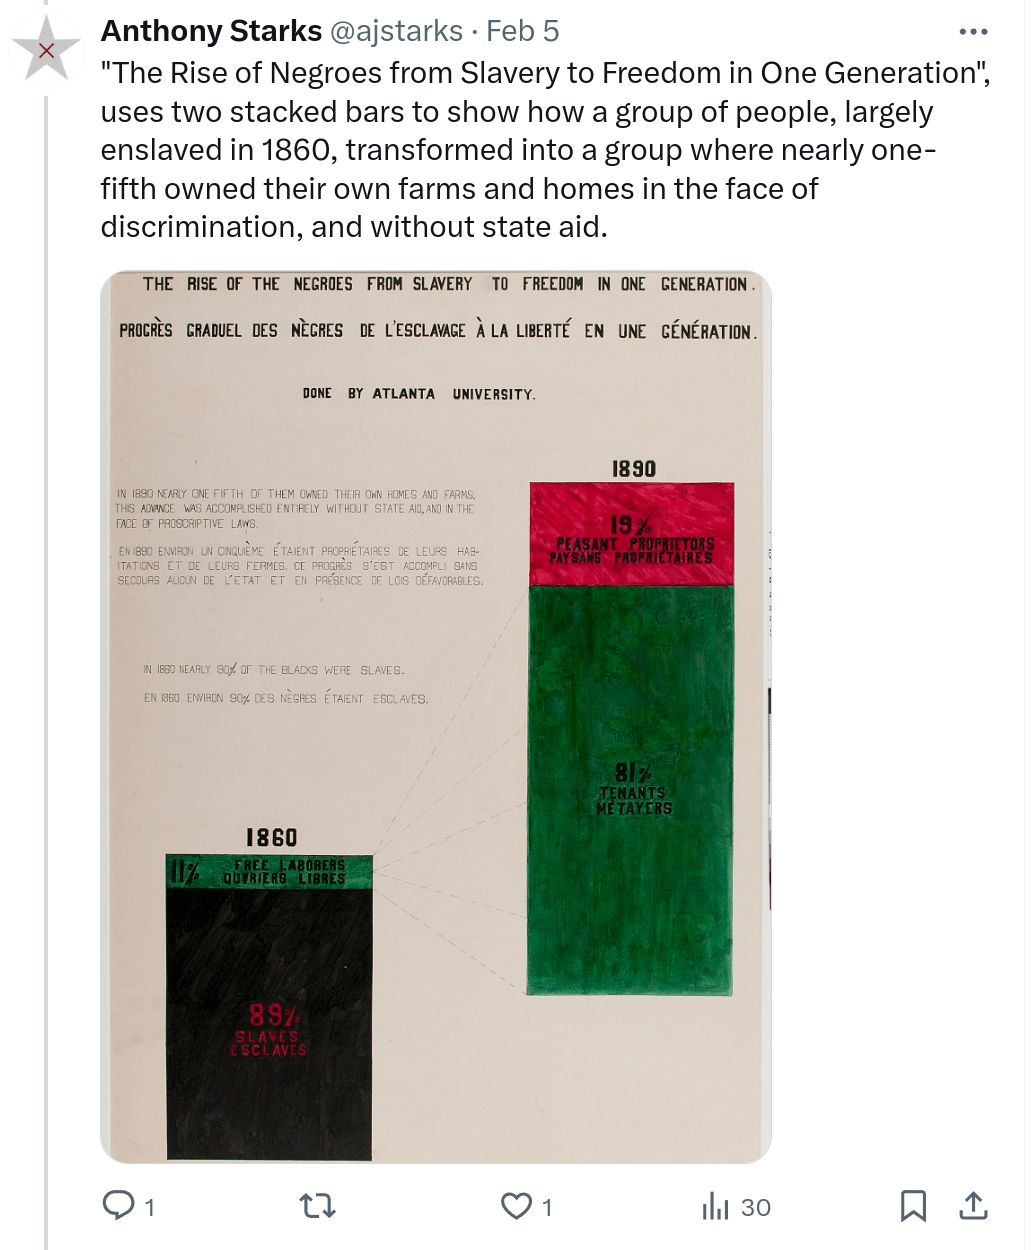 Anthony Starks @ajstarks · Feb 5
"The Rise of Negroes from Slavery to Freedom in One Generation",
uses two stacked bars to show how a group of people, largely
enslaved in 1860, transformed into a group where nearly one-
fifth owned their own farms and homes in the face of
discrimination, and without state aid.
THE RISE OF THE NEGROES FROM SLAVERY TO FREEDOM IN ONE GENERATION.
PROGRÈS GRADUEL DES NÈGRES DE L'ESCLAVAGE À LA LIBERTÉ EN UNE GÉNÉRATION.
DONE BY ATLANTA UNIVERSITY.
1890
IN 1890 NEARLY ONE FIFTH OF THEM OWNED THEIR OWN HOMES AND FARMS.
THIS ADVANCE WAS ACCOMPLISHED ENTIRELY WITHOUT STATE AID, AND IN THE
FACE OF PROSCRIPTIVE LAWS.
EN 1890 ENVIRON UN CINQUIÈME ÉTAIENT PROPRIÉTAIRES DE LEURS HAB-
ITATIONS ET DE LEURS FERMES. CE PROGRÈS S'EST ACCOMPLI SANS
SECOURS AUCUN DE L'ETAT ET EN PRÉSENCE DE LOIS DÉFAVORABLES.
19%
PEASANT PROPRIETORS
PAYSANS PROPRIÉTAIRES
IN 1860 NEARLY 90% OF THE BLACKS WERE SLAVES.
EN 1860 ENVIRON 90% DES NÈGRES ÉTAIENT ESCLAVES.
81%
TENANTS
MÉTAYERS
1860
11% FREE LABORERS
OUVRIERS LIBRES
89%
SLAVES
ESCLAVES
1
1
30